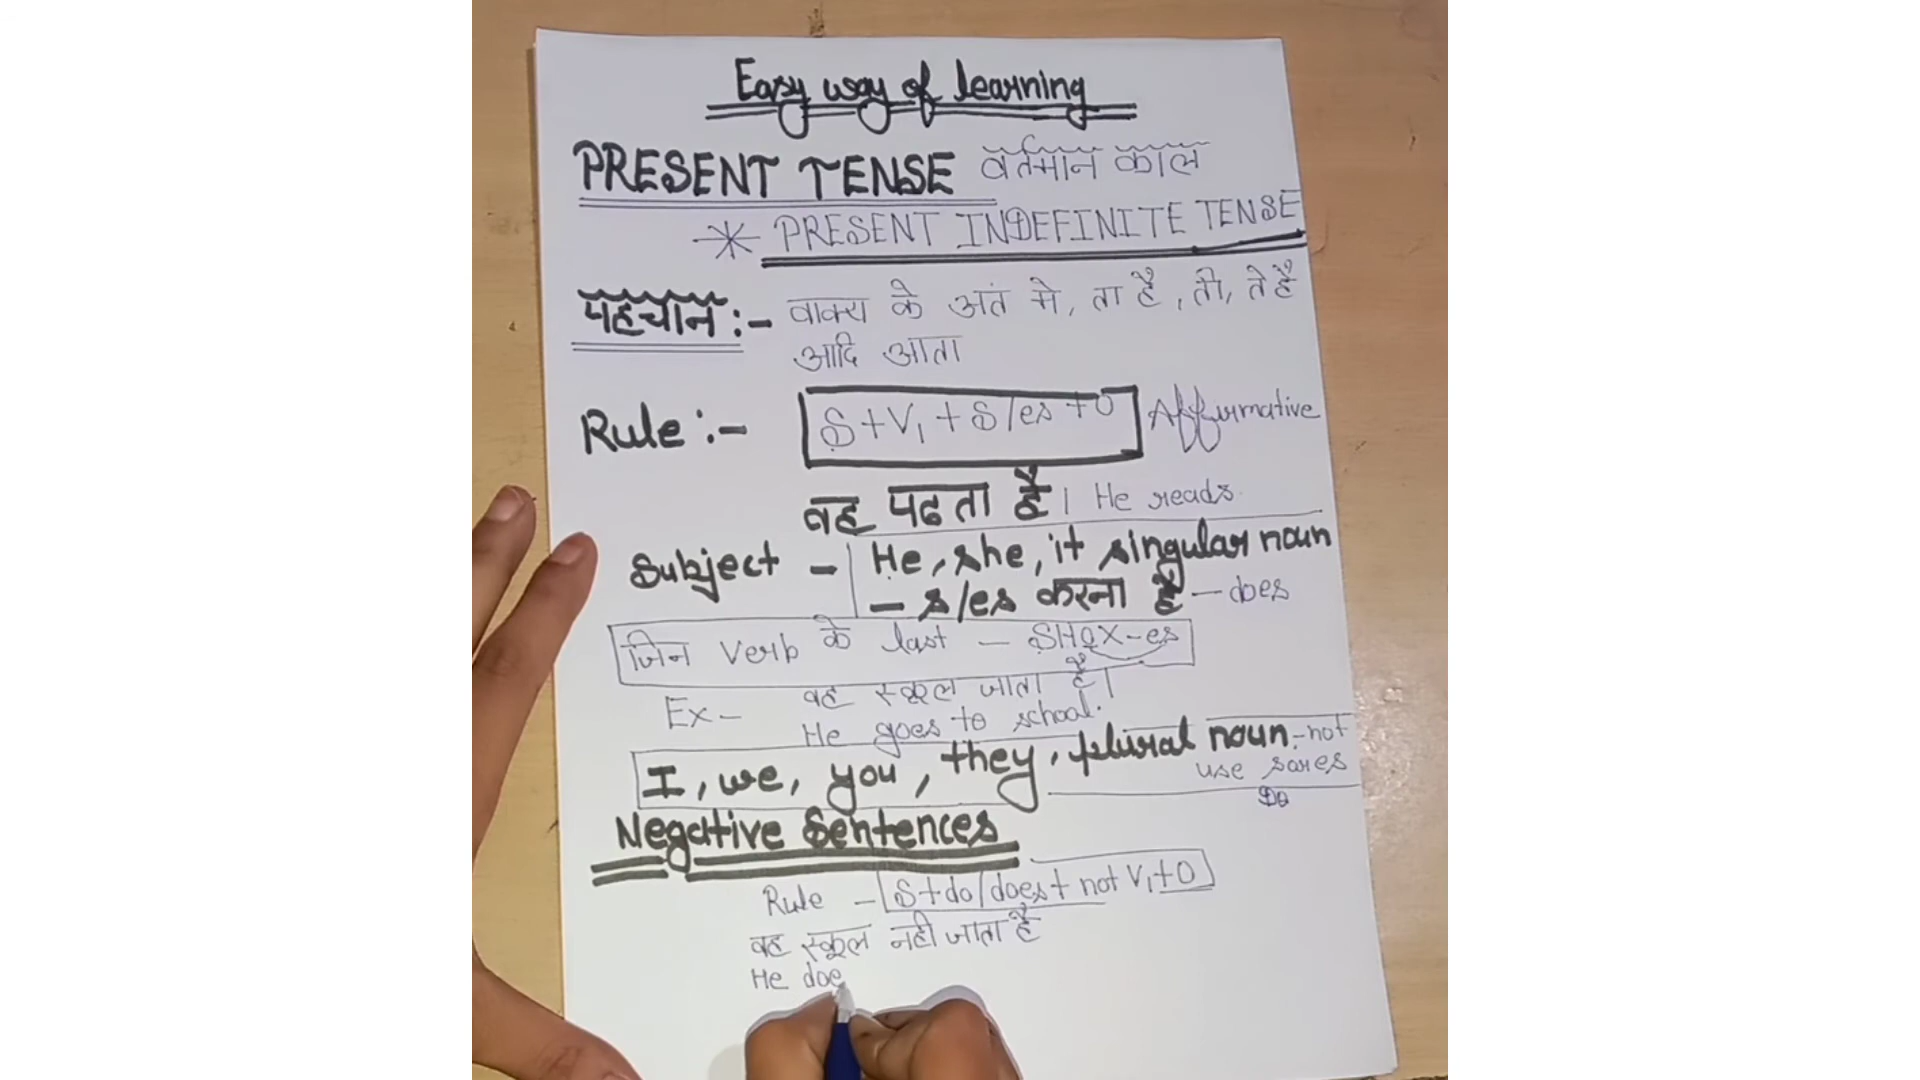 Easy way of learning
PRESENT TENSE वर्तमान काल
* PRESENT INDEFINITE TENSE
पहचान :- वाक्य के अतं मे, ता है, ती, ते है
आदि आता
Rule :- S+V₁+S/es+O Affirmative
वह पढता है। He reads.
Subject - He, she, it singular noun
- s/es करना है - does
जिन Verb के last - SHOX-es
Ex - वह स्कूल जाता है।
He goes to school.
I, we, you, they, plural noun - not
use s or es
Do
Negative Sentences
Rule - S+do/does+ not V₁+O
वह स्कूल नही जाता है
He doe